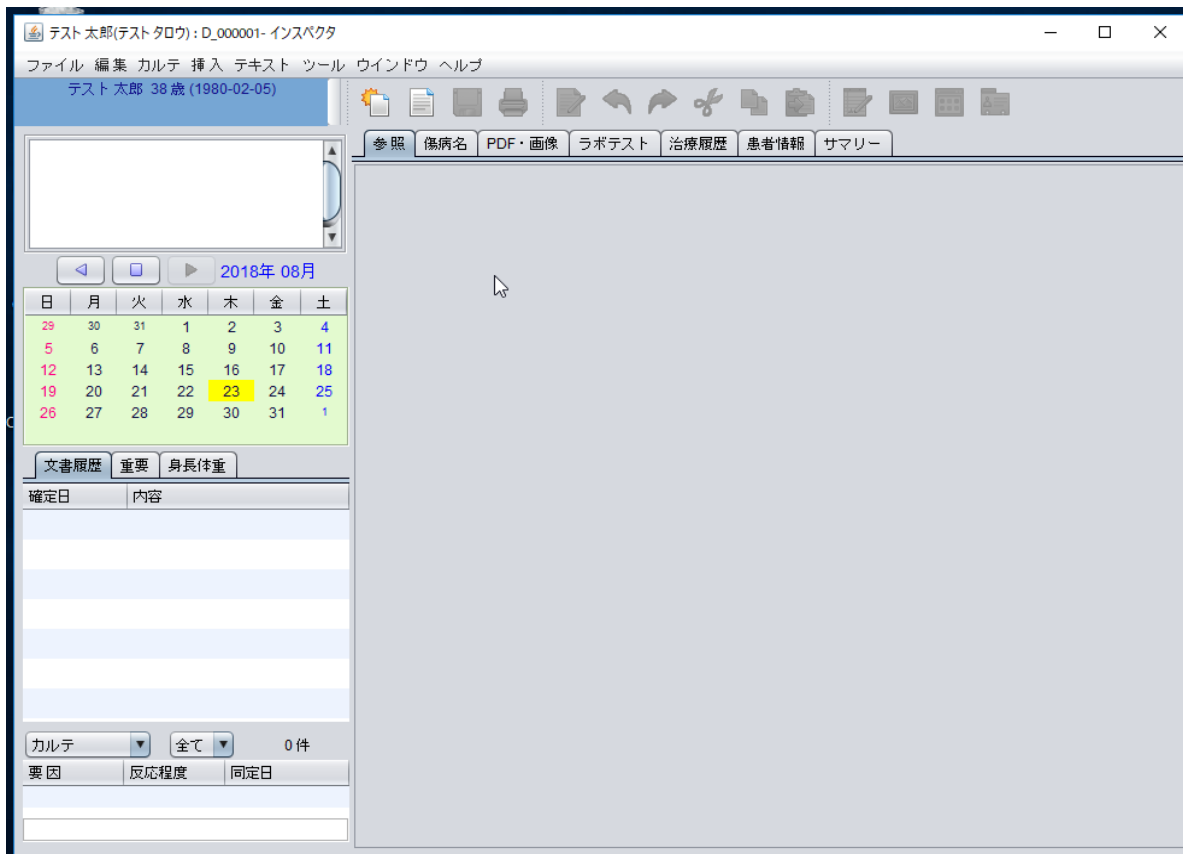 テスト 太郎(テスト タロウ) : D_000001- インスペクタ
ファイル 編集 カルテ 挿入 テキスト ツール ウインドウ ヘルプ
テスト 太郎 38 歳 (1980-02-05)
参照 傷病名 PDF・画像 ラボテスト 治療履歴 患者情報 サマリー
2018年 08月
日 月 火 水 木 金 土
29 30 31 1 2 3 4
5 6 7 8 9 10 11
12 13 14 15 16 17 18
19 20 21 22 23 24 25
26 27 28 29 30 31 1
文書履歴 重要 身長体重
確定日 内容
カルテ 全て 0 件
要因 反応程度 同定日